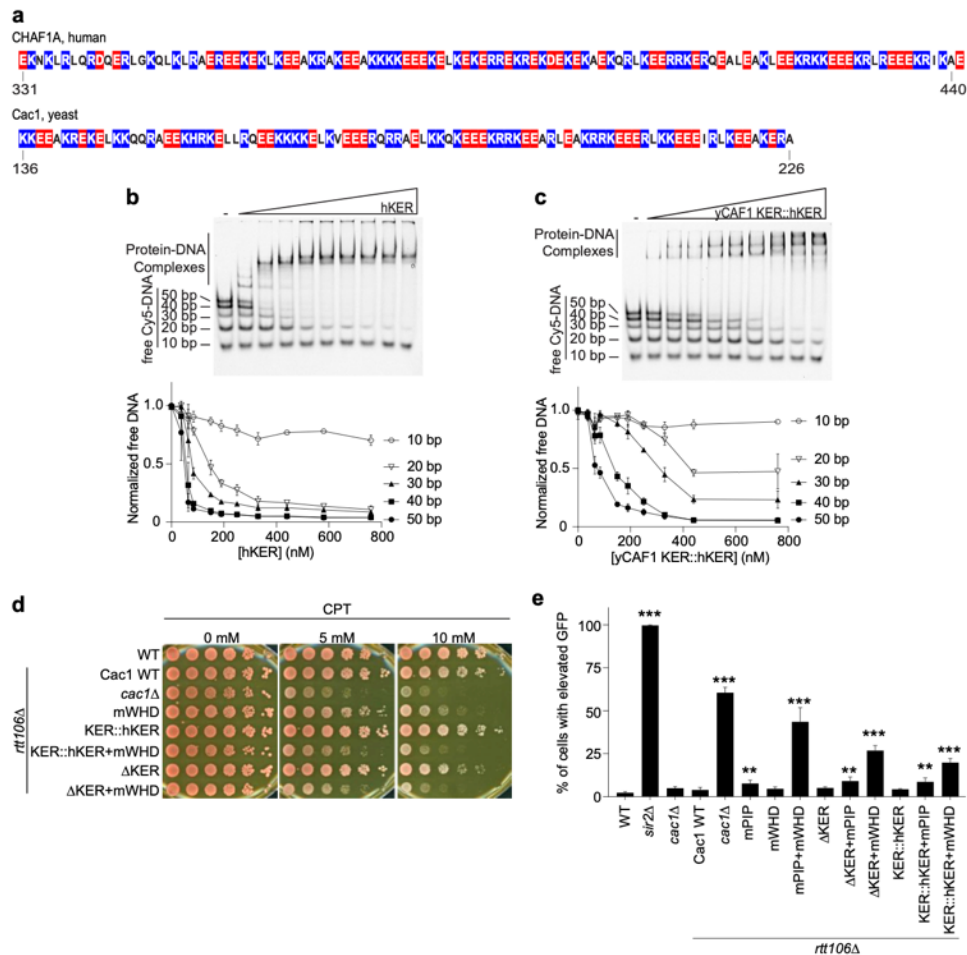 a
CHAF1A, human
EKNKLRLQRDQERLGKQLKLRAEREEKEKLKEEAKRAKEEAKKKKEEEKELKEKERREKREKDEKEKAEKQRLKEERRKERQEALEAKLEEKRKKEEEKRLREEEKRIKAE
331 440
Cac1, yeast
KKEEAKREKELKKQQRAEEKHRKELLRQEEKKKKELKVEEERQRRAELKKQKEEEKRRKEEARLEAKRRKEEERLKKEEEIRLKEEAKERA
136 226
b
- hKER
Protein-DNA
Complexes
free Cy5-DNA
50 bp
40 bp
30 bp
20 bp
10 bp
Normalized free DNA
1.0
0.5
0
0 200 400 600 800
[hKER] (nM)
10 bp
20 bp
30 bp
40 bp
50 bp
c
- yCAF1 KER::hKER
Protein-DNA
Complexes
free Cy5-DNA
50 bp
40 bp
30 bp
20 bp
10 bp
Normalized free DNA
1.0
0.5
0
0 200 400 600 800
[yCAF1 KER::hKER] (nM)
10 bp
20 bp
30 bp
40 bp
50 bp
d
CPT
0 mM 5 mM 10 mM
WT
Cac1 WT
cac1Δ
mWHD
KER::hKER
KER::hKER+mWHD
ΔKER
ΔKER+mWHD
rtt106Δ
e
% of cells with elevated GFP
100
75
50
25
0
*** *** ** *** ** *** ** ***
WT
sir2Δ
cac1Δ
Cac1 WT
cac1Δ
mPIP
mWHD
mPIP+mWHD
ΔKER
ΔKER+mPIP
ΔKER+mWHD
KER::hKER
KER::hKER+mPIP
KER::hKER+mWHD
rtt106Δ